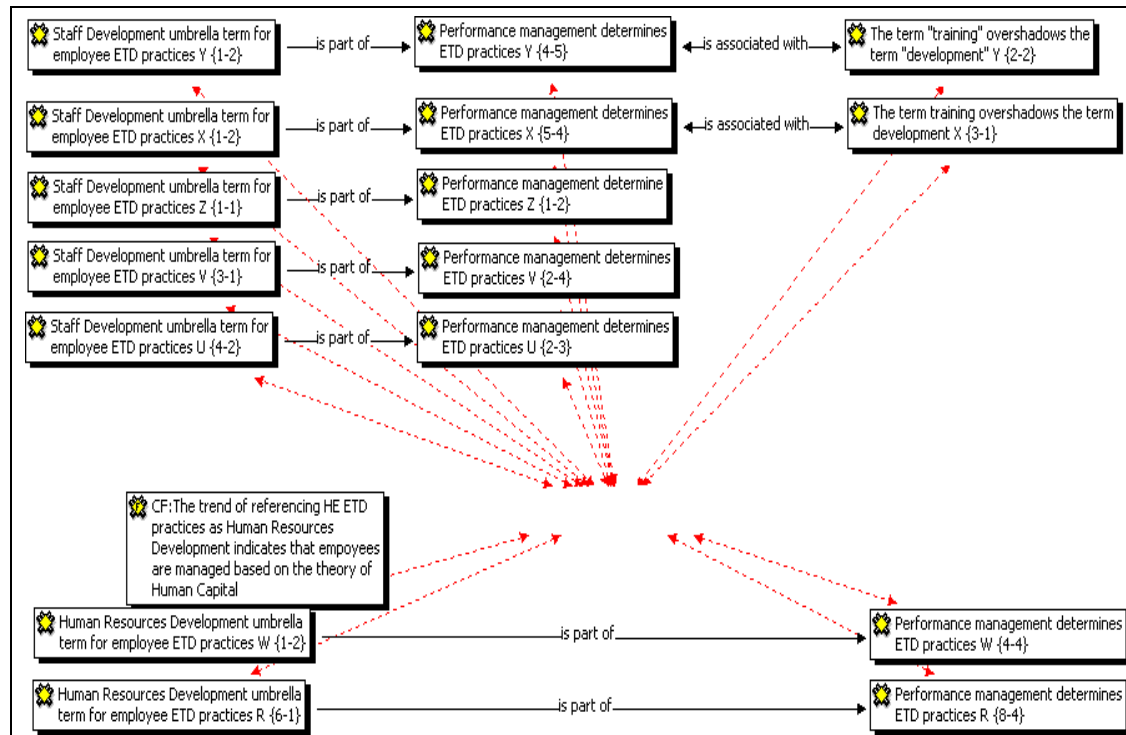 Staff Development umbrella term for
employee ETD practices Y {1-2}
is part of
Performance management determines
ETD practices Y {4-5}
is associated with
The term "training" overshadows the
term "development" Y {2-2}
Staff Development umbrella term for
employee ETD practices X {1-2}
is part of
Performance management determines
ETD practices X {5-4}
is associated with
The term training overshadows the term
development X {3-1}
Staff Development umbrella term for
employee ETD practices Z {1-1}
is part of
Performance management determine
ETD practices Z {1-2}
Staff Development umbrella term for
employee ETD practices V {3-1}
is part of
Performance management determines
ETD practices V {2-4}
Staff Development umbrella term for
employee ETD practices U {4-2}
is part of
Performance management determines
ETD practices U {2-3}
CF:The trend of referencing HE ETD
practices as Human Resources
Development indicates that empoyees
are managed based on the theory of
Human Capital
Human Resources Development umbrella
term for employee ETD practices W {1-2}
is part of
Performance management determines
ETD practices W {4-4}
Human Resources Development umbrella
term for employee ETD practices R {6-1}
is part of
Performance management determines
ETD practices R {8-4}